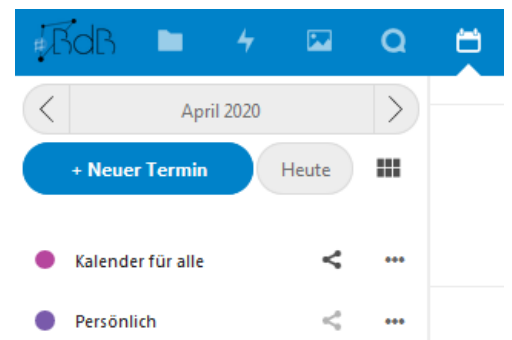 #BdB
April 2020
+ Neuer Termin
Heute
Kalender für alle
Persönlich